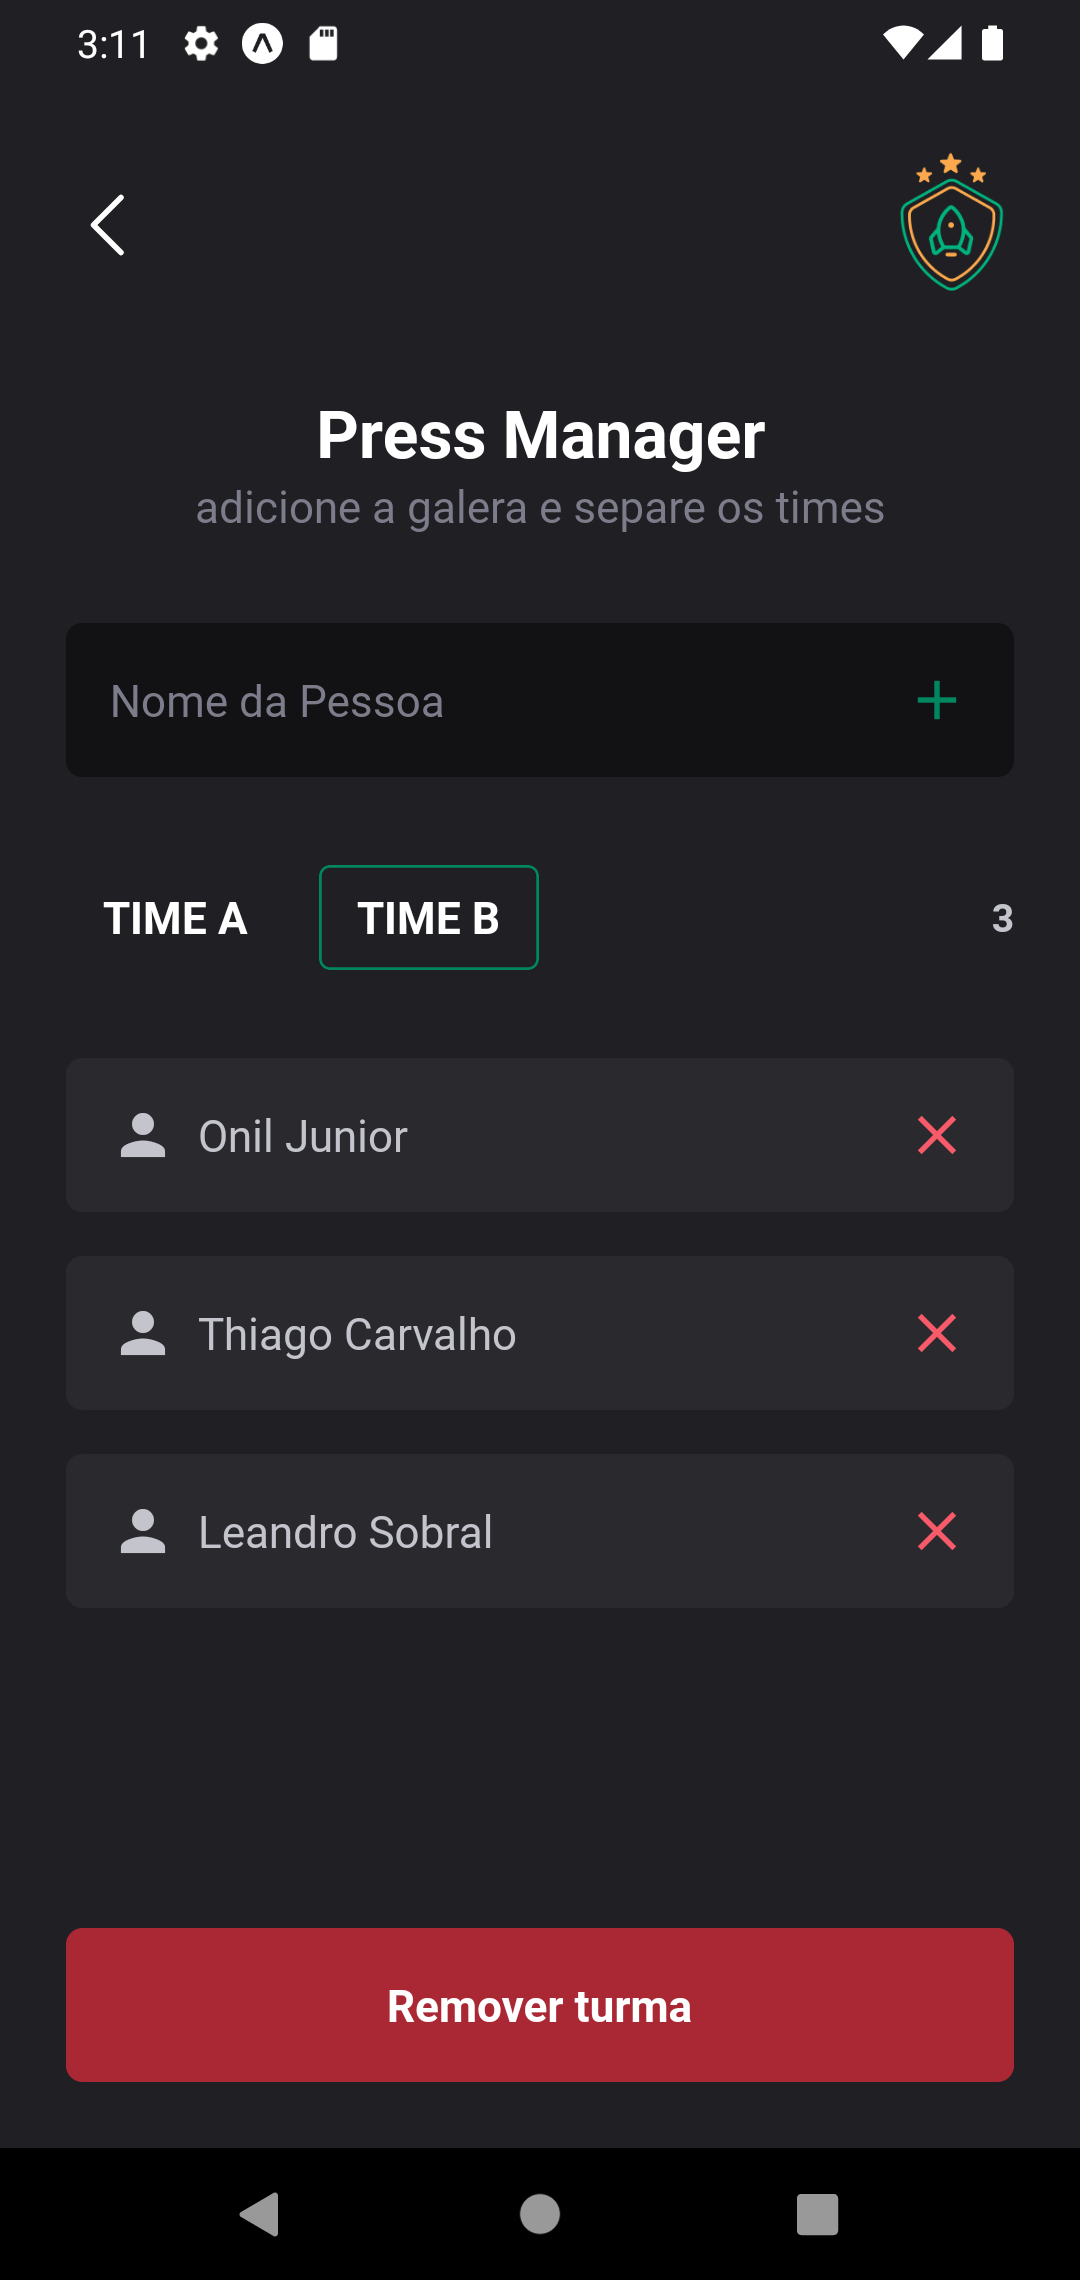 3:11
Press Manager
adicione a galera e separe os times
Nome da Pessoa
TIME A
TIME B
3
Onil Junior
Thiago Carvalho
Leandro Sobral
Remover turma